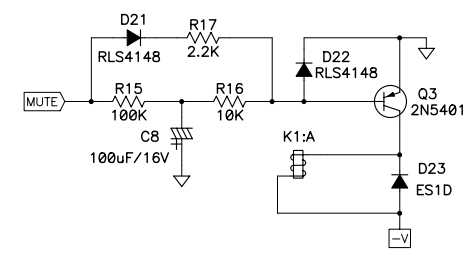 D21
RLS4148
R17
2.2K
D22
RLS4148
Q3
2N5401
MUTE
R15
100K
R16
10K
C8
100uF/16V
+
K1:A
D23
ES1D
-V